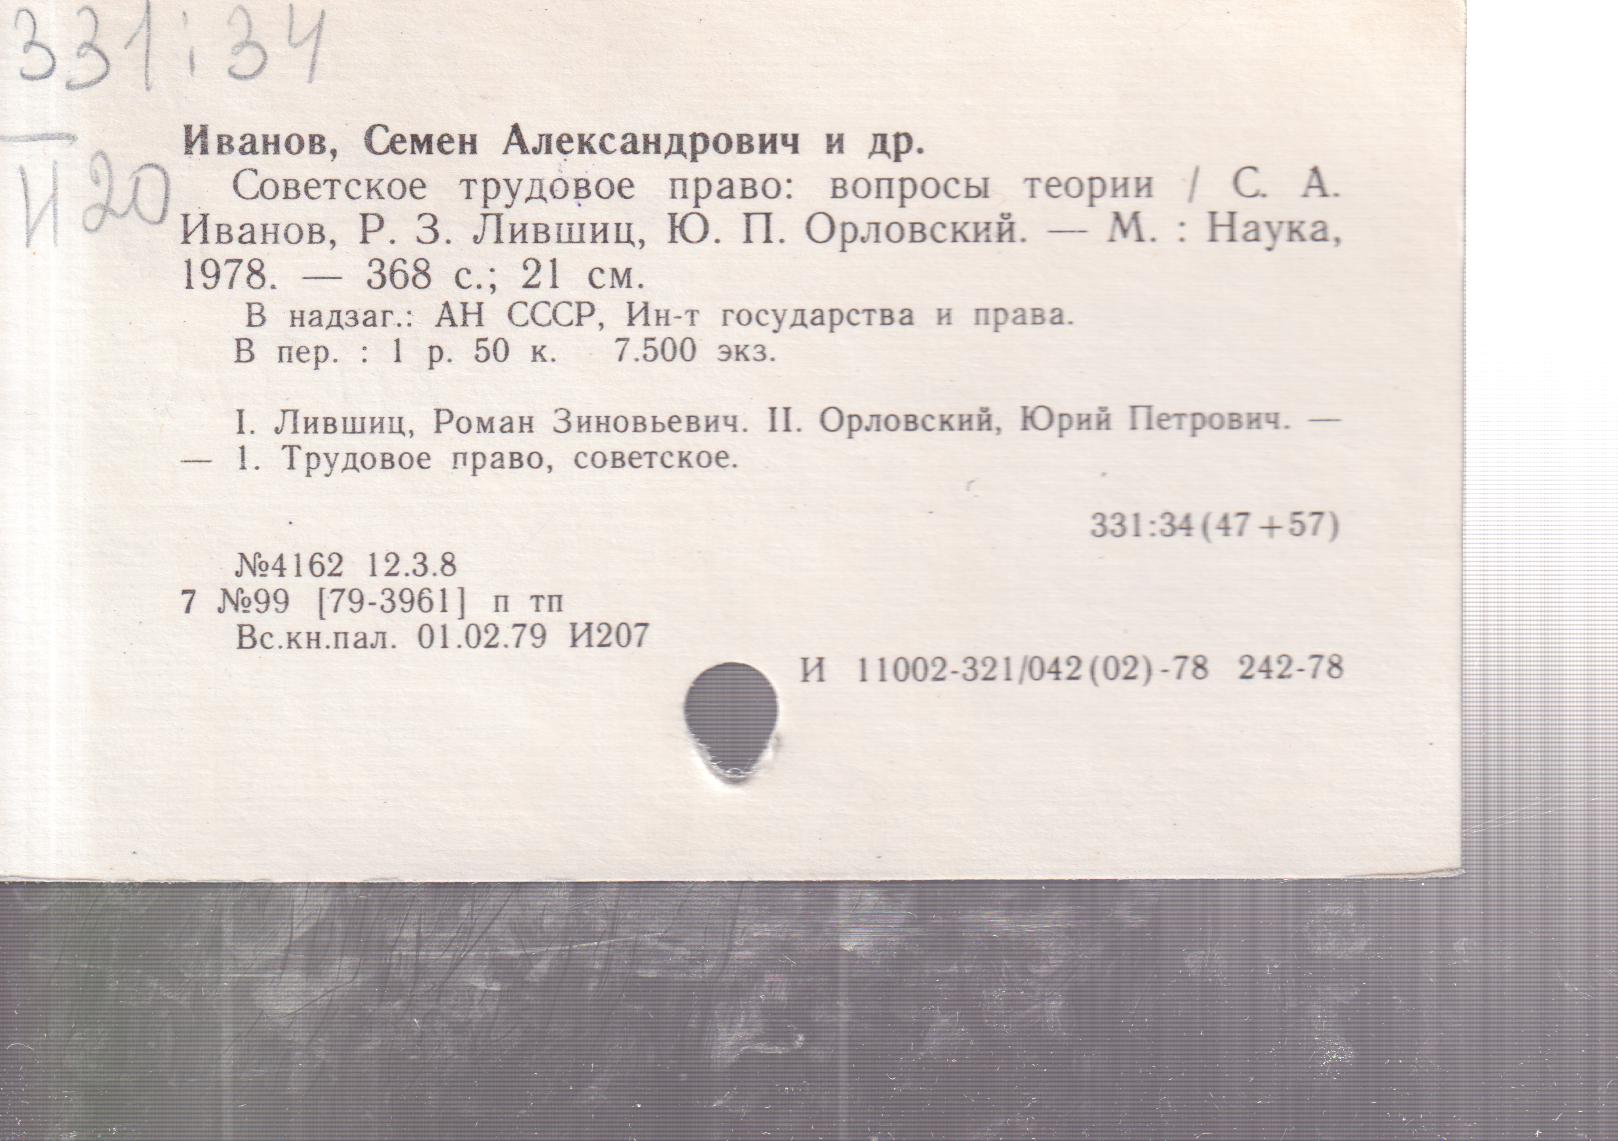 331:34
И20
Иванов, Семен Александрович и др.
Советское трудовое право: вопросы теории / С. А.
Иванов, Р. З. Лившиц, Ю. П. Орловский. — М. : Наука,
1978. — 368 с.; 21 см.
В надзаг.: АН СССР, Ин-т государства и права.
В пер. : 1 р. 50 к. 7.500 экз.
I. Лившиц, Роман Зиновьевич. II. Орловский, Юрий Петрович. —
— 1. Трудовое право, советское.
331:34(47+57)
№4162 12.3.8
7 №99 [79-3961] п тп
Вс.кн.пал. 01.02.79 И207
И 11002-321/042(02)-78 242-78